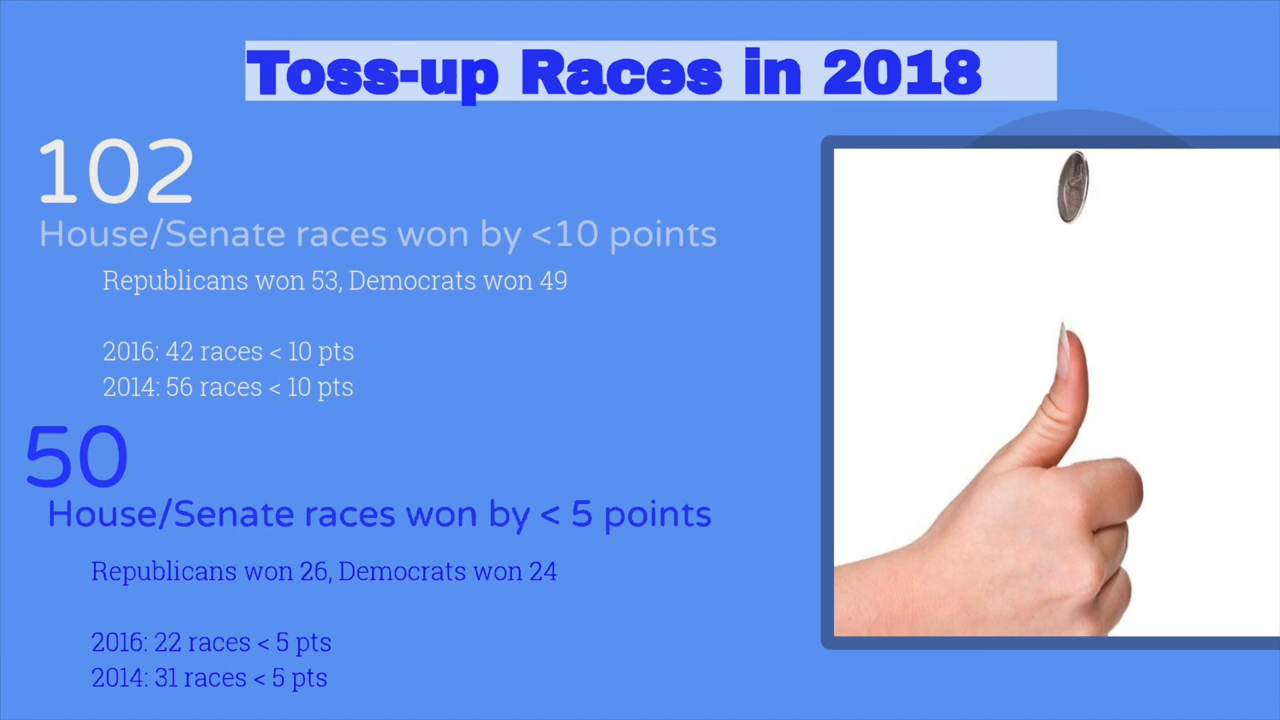 Toss-up Races in 2018
102
House/Senate races won by <10 points
Republicans won 53, Democrats won 49
2016: 42 races < 10 pts
2014: 56 races < 10 pts
50
House/Senate races won by < 5 points
Republicans won 26, Democrats won 24
2016: 22 races < 5 pts
2014: 31 races < 5 pts